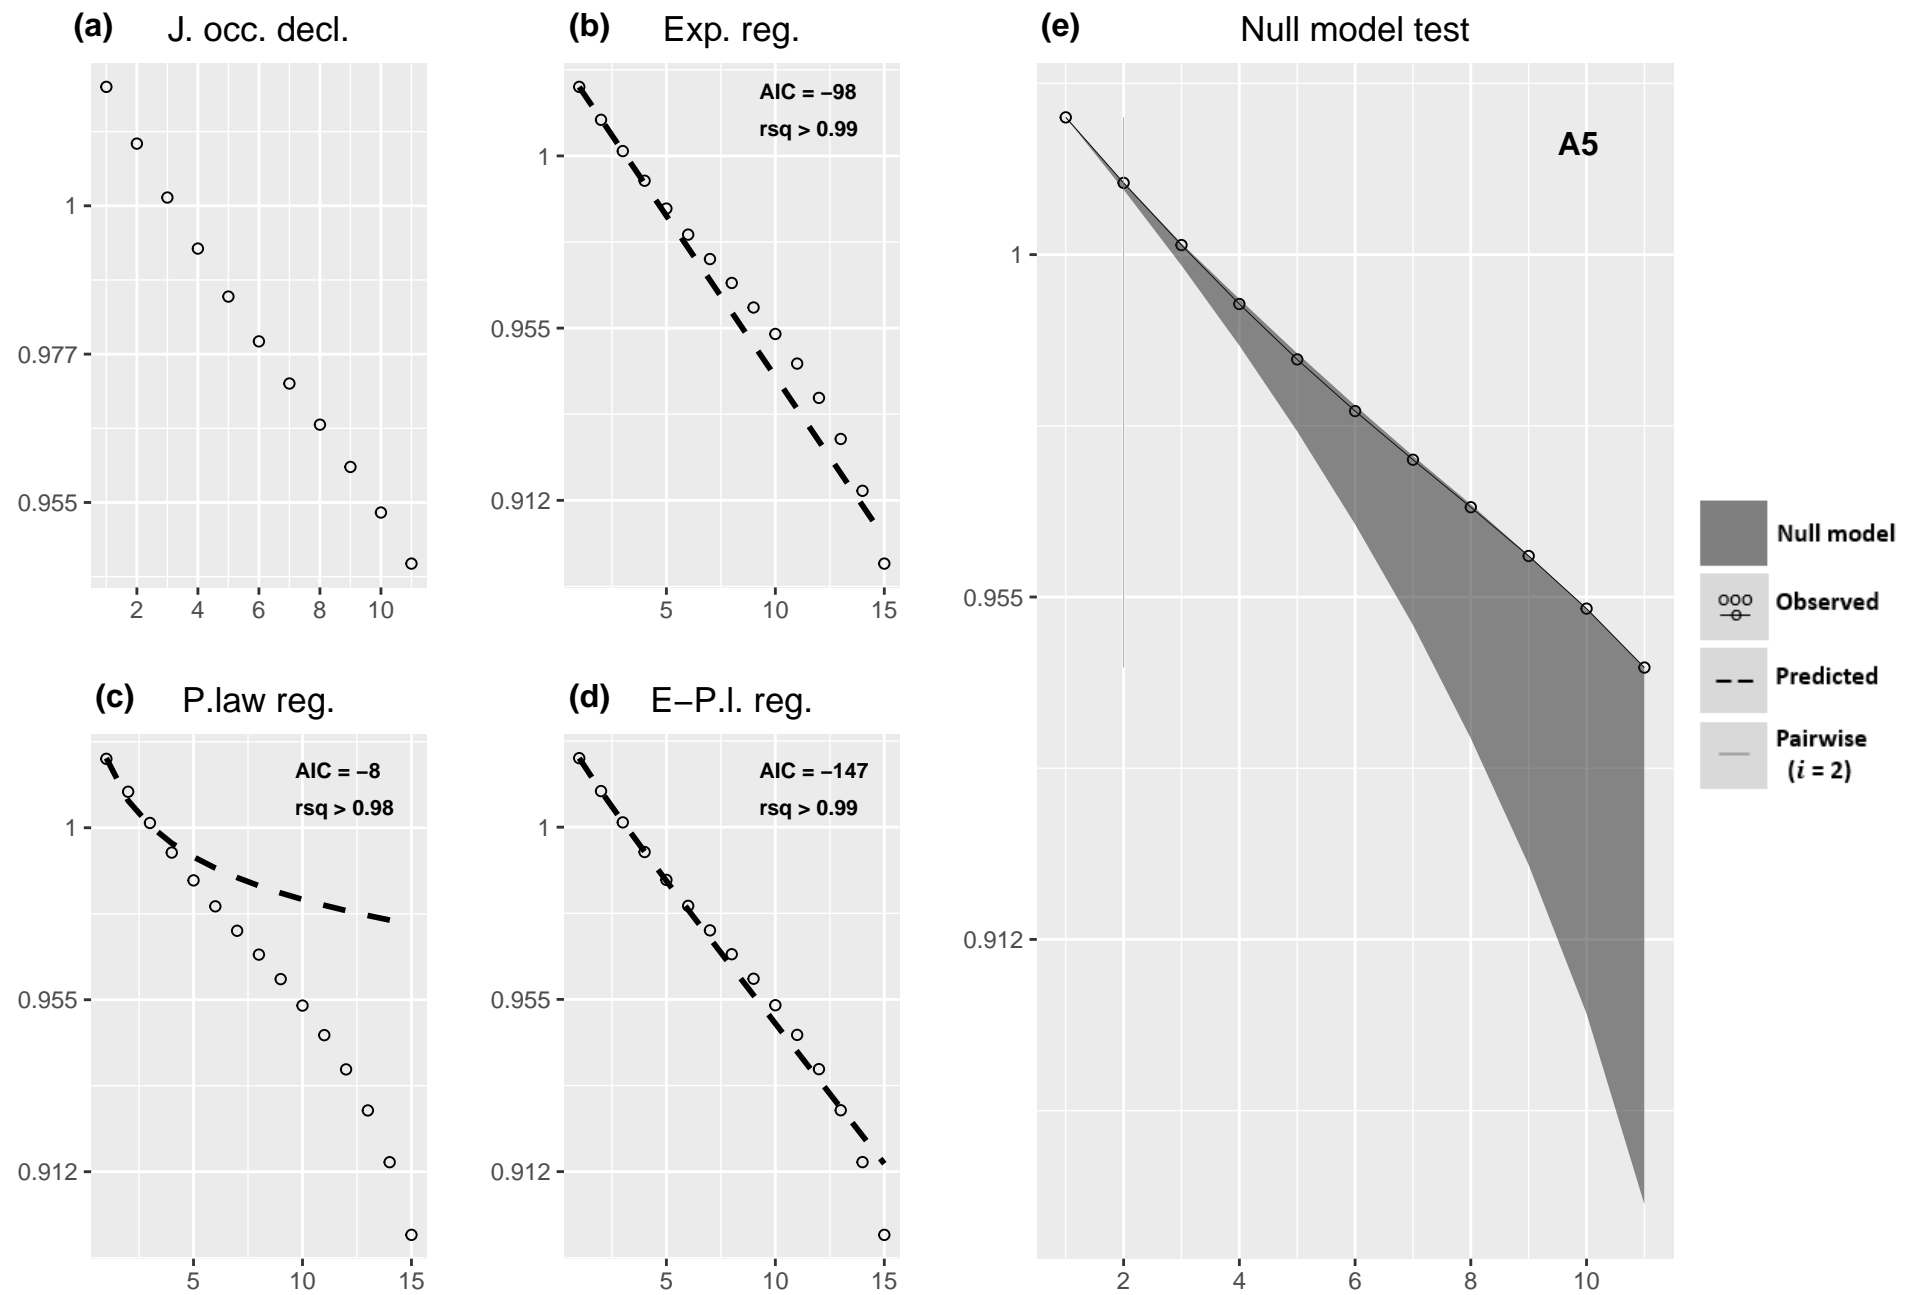 (a) J. occ. decl.
1
0.977
0.955
2 4 6 8 10
(b) Exp. reg.
AIC = −98
rsq > 0.99
1
0.955
0.912
5 10 15
(c) P.law reg.
AIC = −8
rsq > 0.98
1
0.955
0.912
5 10 15
(d) E−P.l. reg.
AIC = −147
rsq > 0.99
1
0.955
0.912
5 10 15
(e) Null model test
A5
1
0.955
0.912
2 4 6 8 10
Null model
Observed
Predicted
Pairwise
(i = 2)